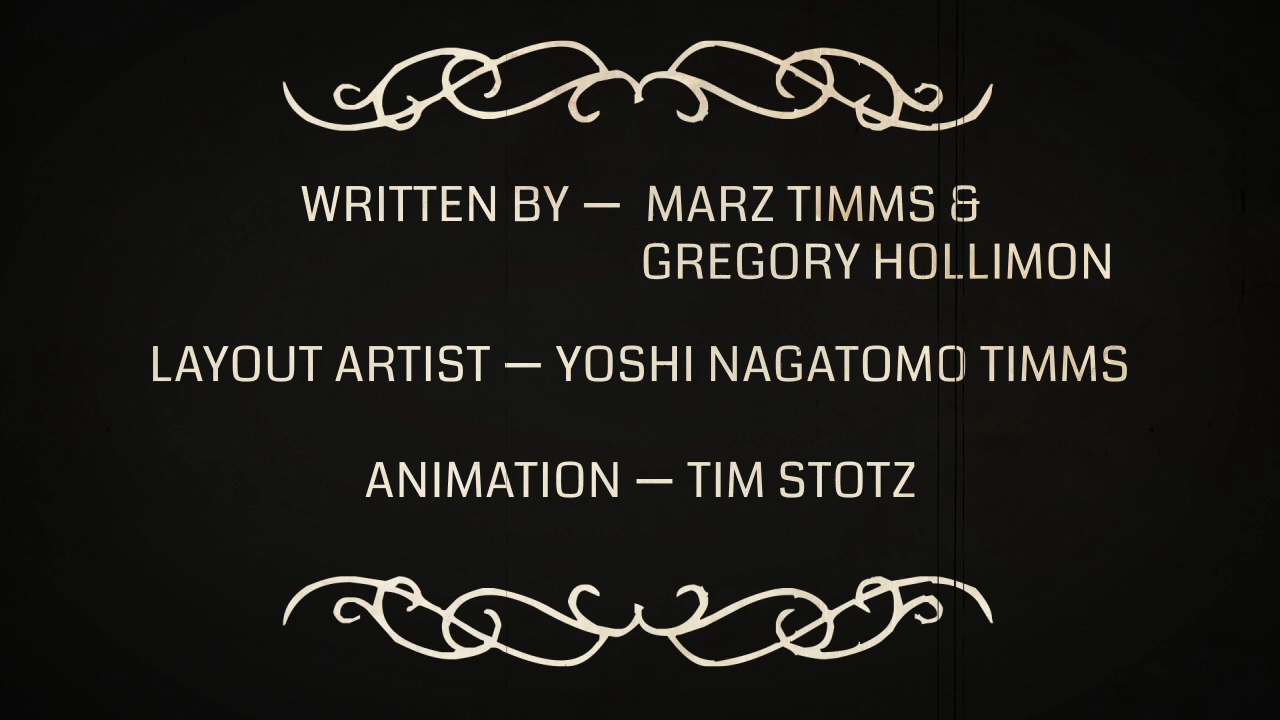 WRITTEN BY — MARZ TIMMS &
GREGORY HOLLIMON
LAYOUT ARTIST — YOSHI NAGATOMO TIMMS
ANIMATION — TIM STOTZ